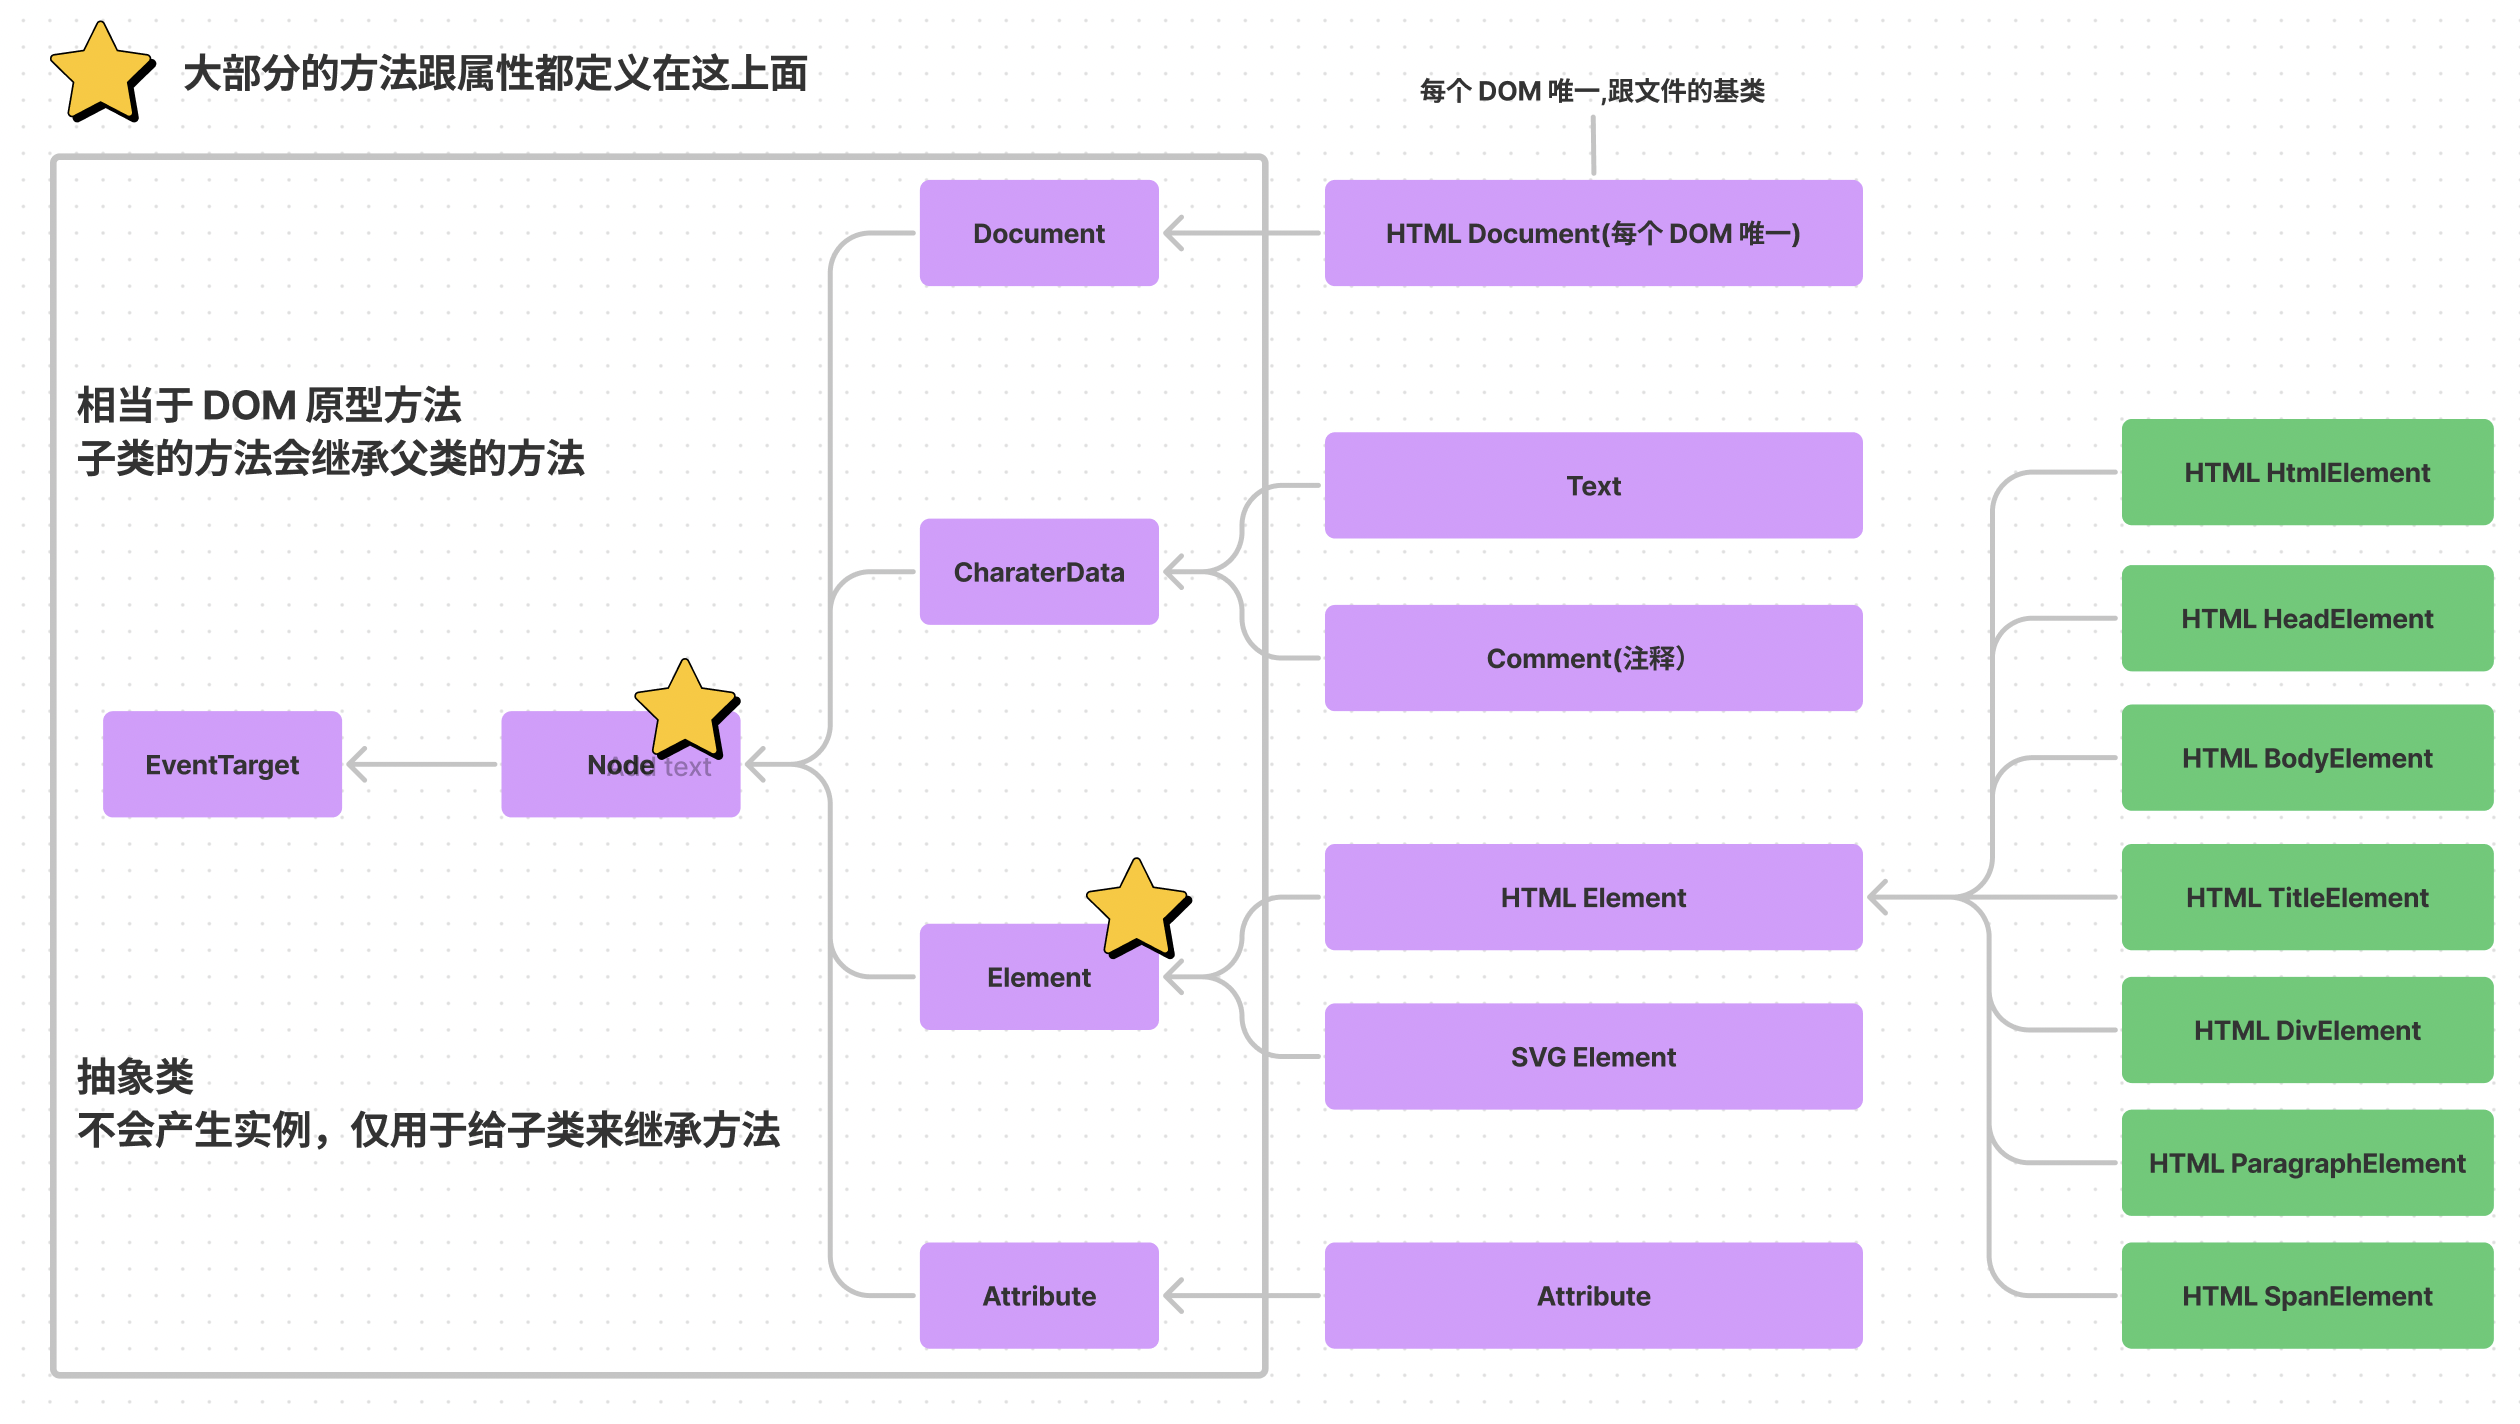 大部分的方法跟属性都定义在这上面
每个 DOM 唯一,跟文件的基类
Document
HTML Document(每个 DOM 唯一)
相当于 DOM 原型方法
子类的方法会继承父类的方法
Text
HTML HtmlElement
CharaterData
HTML HeadElement
Comment(注释）
EventTarget
Node
Add text
HTML BodyElement
HTML Element
HTML TitleElement
Element
HTML DivElement
SVG Element
抽象类
不会产生实例，仅用于给子类来继承方法
HTML ParagraphElement
Attribute
Attribute
HTML SpanElement